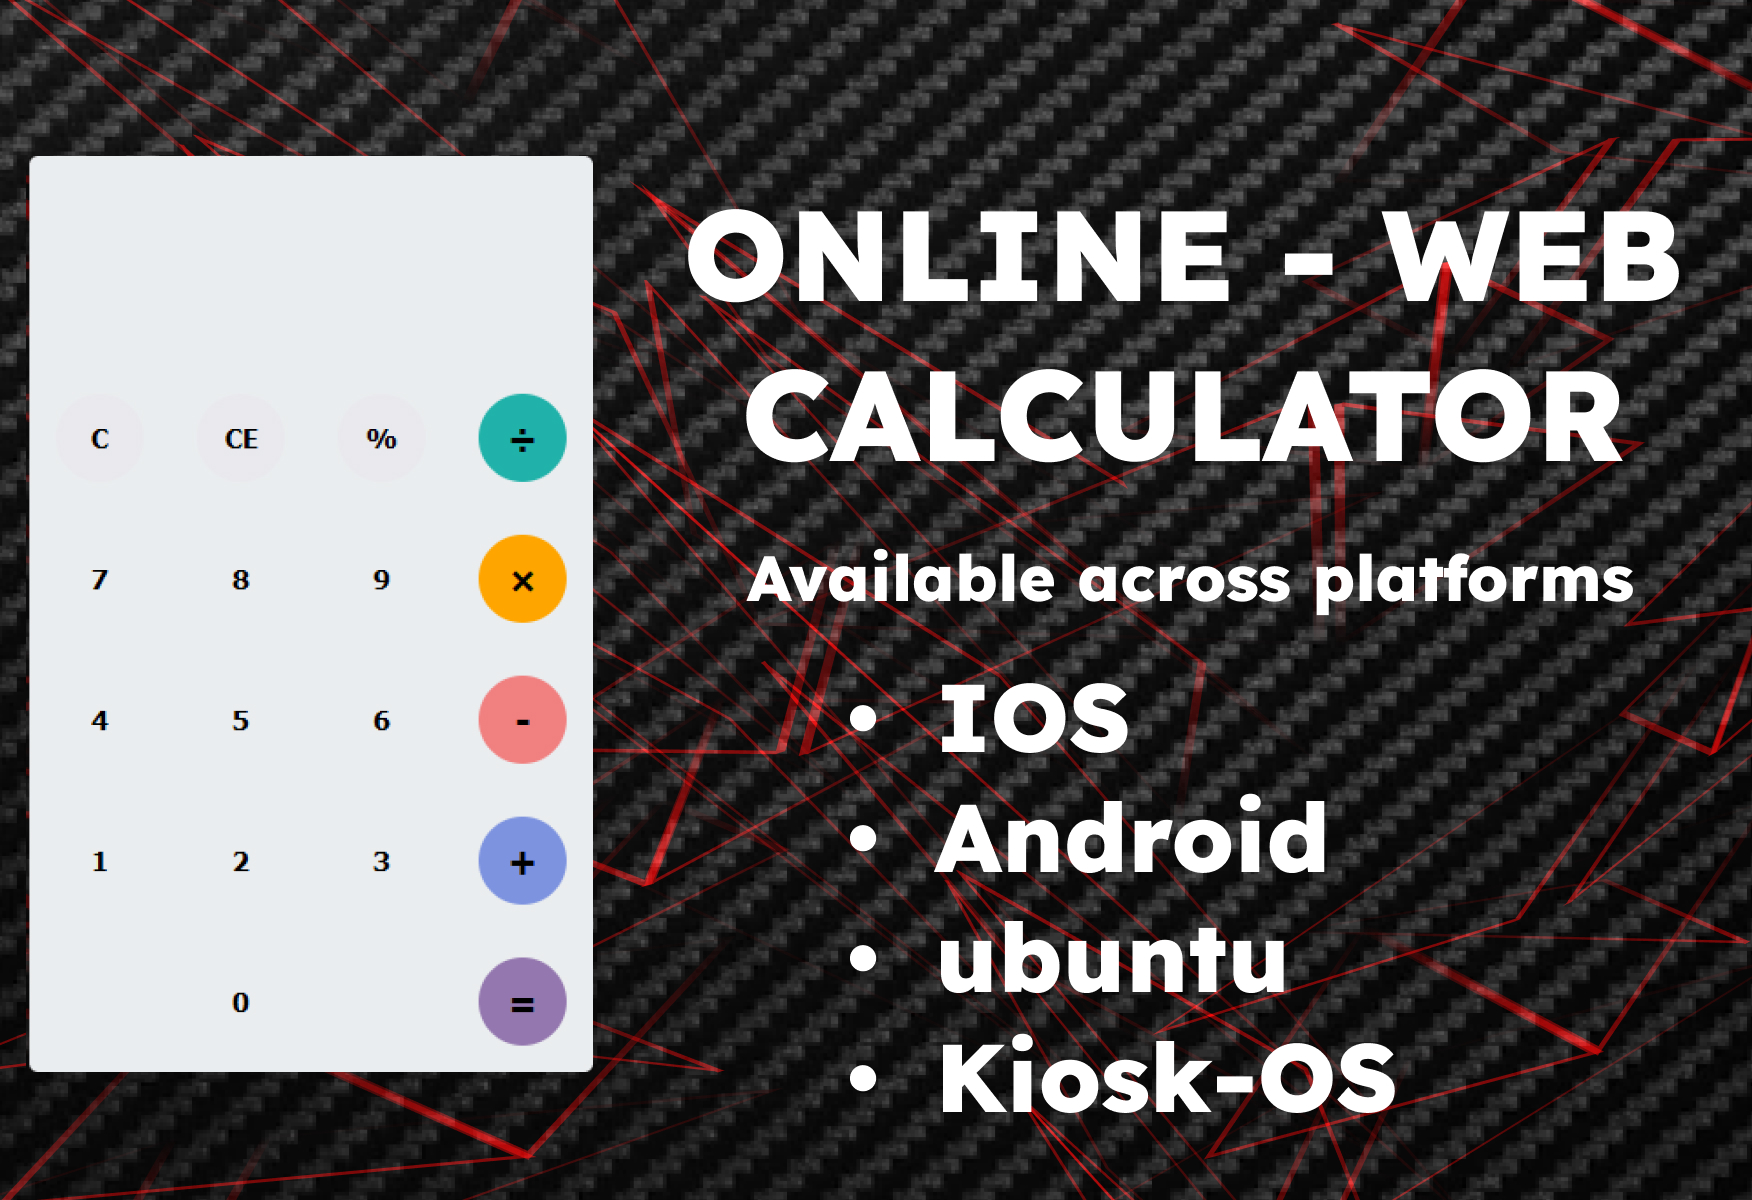 C CE % ÷
7 8 9 ×
4 5 6 -
1 2 3 +
0 =
ONLINE - WEB
CALCULATOR
Available across platforms
• IOS
• Android
• ubuntu
• Kiosk-OS